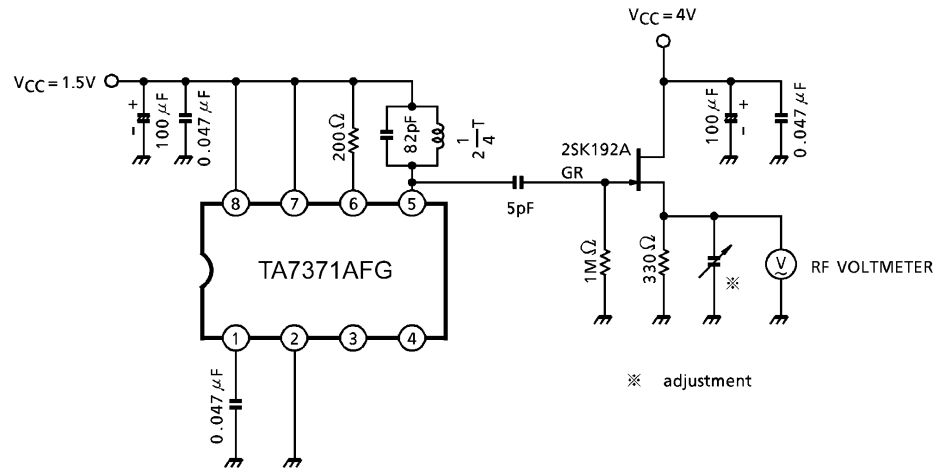 VCC = 4V
VCC = 1.5V
+
-
100 μF
0.047 μF
200Ω
82pF
2 1/4 T
100 μF
+
-
0.047 μF
2SK192A
GR
5pF
8
7
6
5
TA7371AFG
1MΩ
330Ω
※
V
~
RF VOLTMETER
1
2
3
4
0.047 μF
※ adjustment